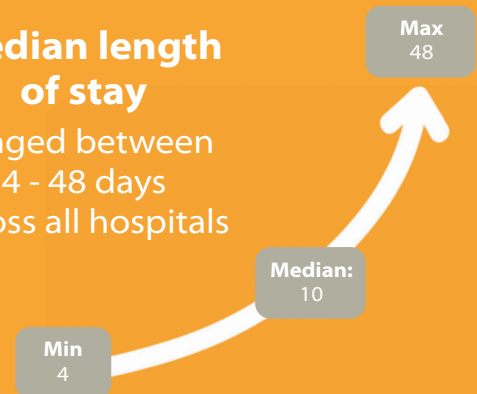 edian length
of stay
nged between
4 - 48 days
oss all hospitals
Max
48
Median:
10
Min
4